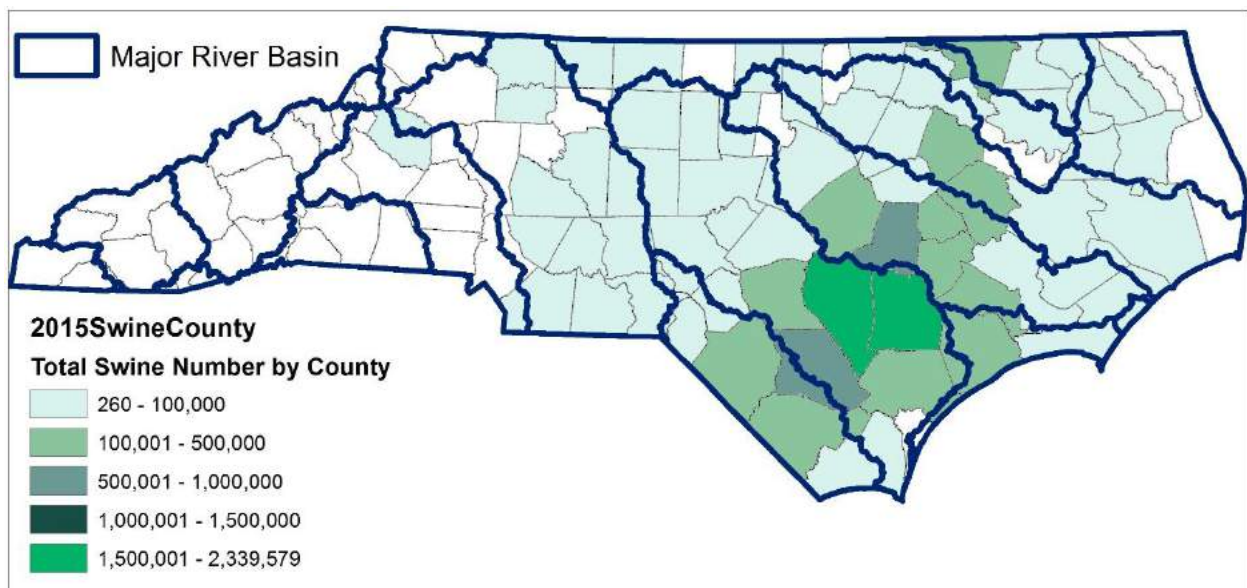 Major River Basin
2015SwineCounty
Total Swine Number by County
260 - 100,000
100,001 - 500,000
500,001 - 1,000,000
1,000,001 - 1,500,000
1,500,001 - 2,339,579